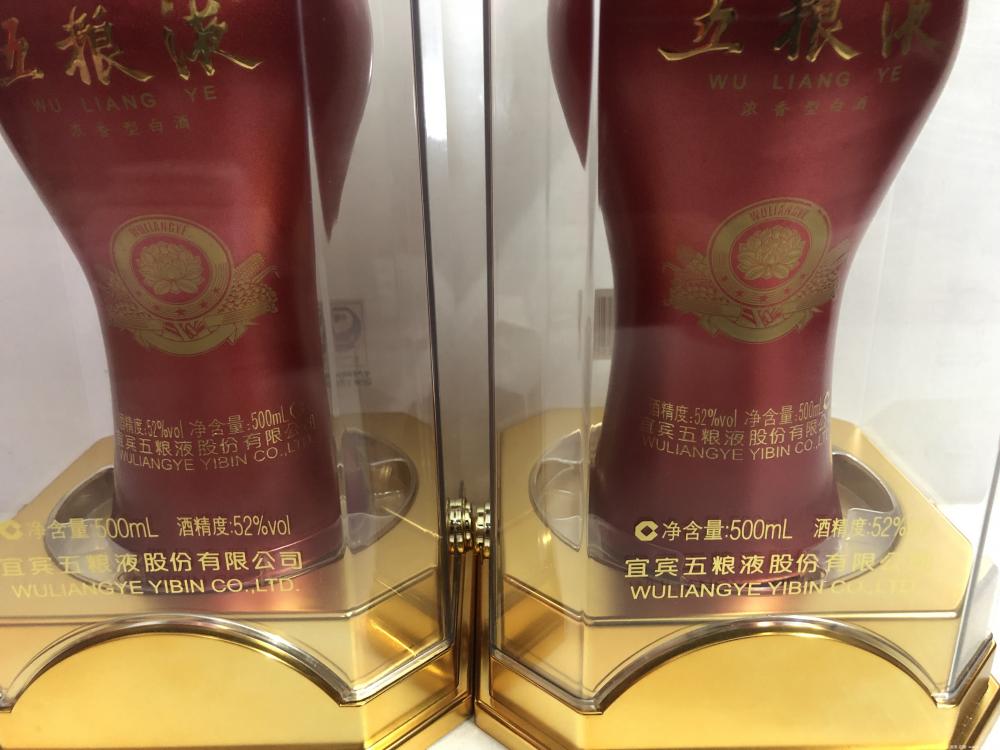 五粮液
WU LIANG YE
浓香型白酒
WULIANGYE
酒精度:52%vol 净含量:500mL
宜宾五粮液股份有限公司
WULIANGYE YIBIN CO.,LTD.
净含量:500mL 酒精度:52%vol
宜宾五粮液股份有限公司
WULIANGYE YIBIN CO.,LTD.
五粮液
WU LIANG YE
浓香型白酒
WULIANGYE
酒精度:52%vol 净含量:500mL
宜宾五粮液股份有限
WULIANGYE YIBIN CO.,LTD.
净含量:500mL 酒精度:52%
宜宾五粮液股份有限
WULIANGYE YIBIN CO.,LTD